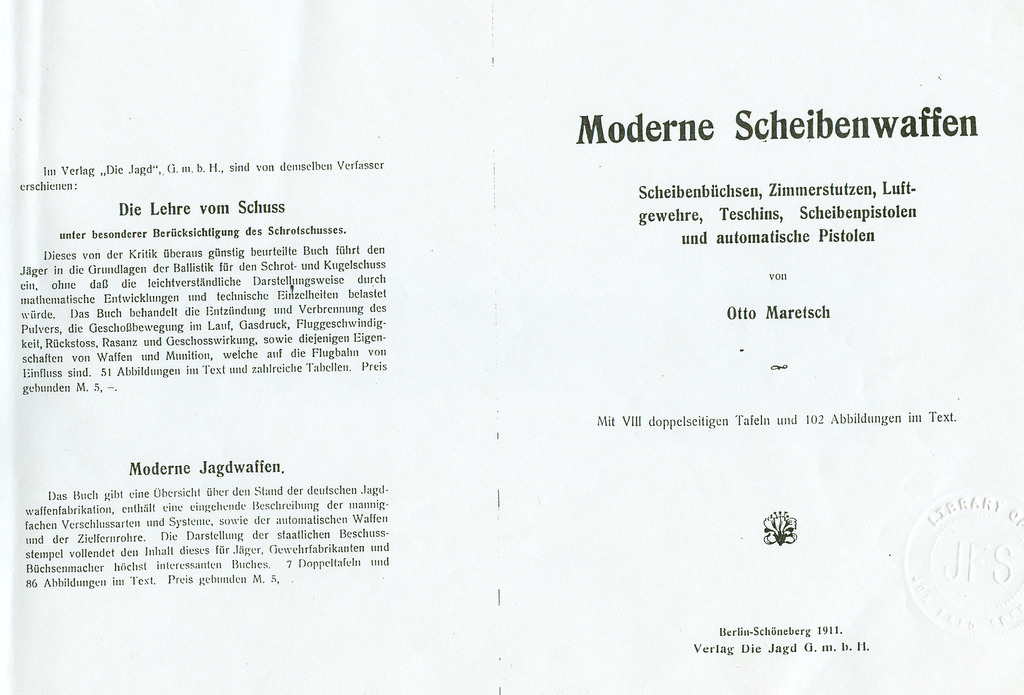 Im Verlag „Die Jagd“, G. m. b. H., sind von demselben Verfasser
erschienen:
Die Lehre vom Schuss
unter besonderer Berücksichtigung des Schrotschusses.
Dieses von der Kritik überaus günstig beurteilte Buch führt den
Jäger in die Grundlagen der Ballistik für den Schrot- und Kugelschuss
ein, ohne daß die leichtverständliche Darstellungsweise durch
mathematische Entwicklungen und technische Einzelheiten belastet
würde. Das Buch behandelt die Entzündung und Verbrennung des
Pulvers, die Geschoßbewegung im Lauf, Gasdruck, Fluggeschwindig-
keit, Rückstoss, Rasanz und Geschosswirkung, sowie diejenigen Eigen-
schaften von Waffen und Munition, welche auf die Flugbahn von
Einfluss sind. 51 Abbildungen im Text und zahlreiche Tabellen. Preis
gebunden M. 5, –.
Moderne Jagdwaffen.
Das Buch gibt eine Übersicht über den Stand der deutschen Jagd-
waffenfabrikation, enthält eine eingehende Beschreibung der mannig-
fachen Verschlussarten und Systeme, sowie der automatischen Waffen
und der Zielfernrohre. Die Darstellung der staatlichen Beschuss-
stempel vollendet den Inhalt dieses für Jäger, Gewehrfabrikanten und
Büchsenmacher höchst interessanten Buches. 7 Doppeltafeln und
86 Abbildungen im Text. Preis gebunden M. 5,
Moderne Scheibenwaffen
Scheibenbüchsen, Zimmerstutzen, Luft-
gewehre, Teschins, Scheibenpistolen
und automatische Pistolen
von
Otto Maretsch
Mit VIII doppelseitigen Tafeln und 102 Abbildungen im Text.
LIBRARY OF
JFS
Berlin-Schöneberg 1911.
Verlag Die Jagd G. m. b. H.